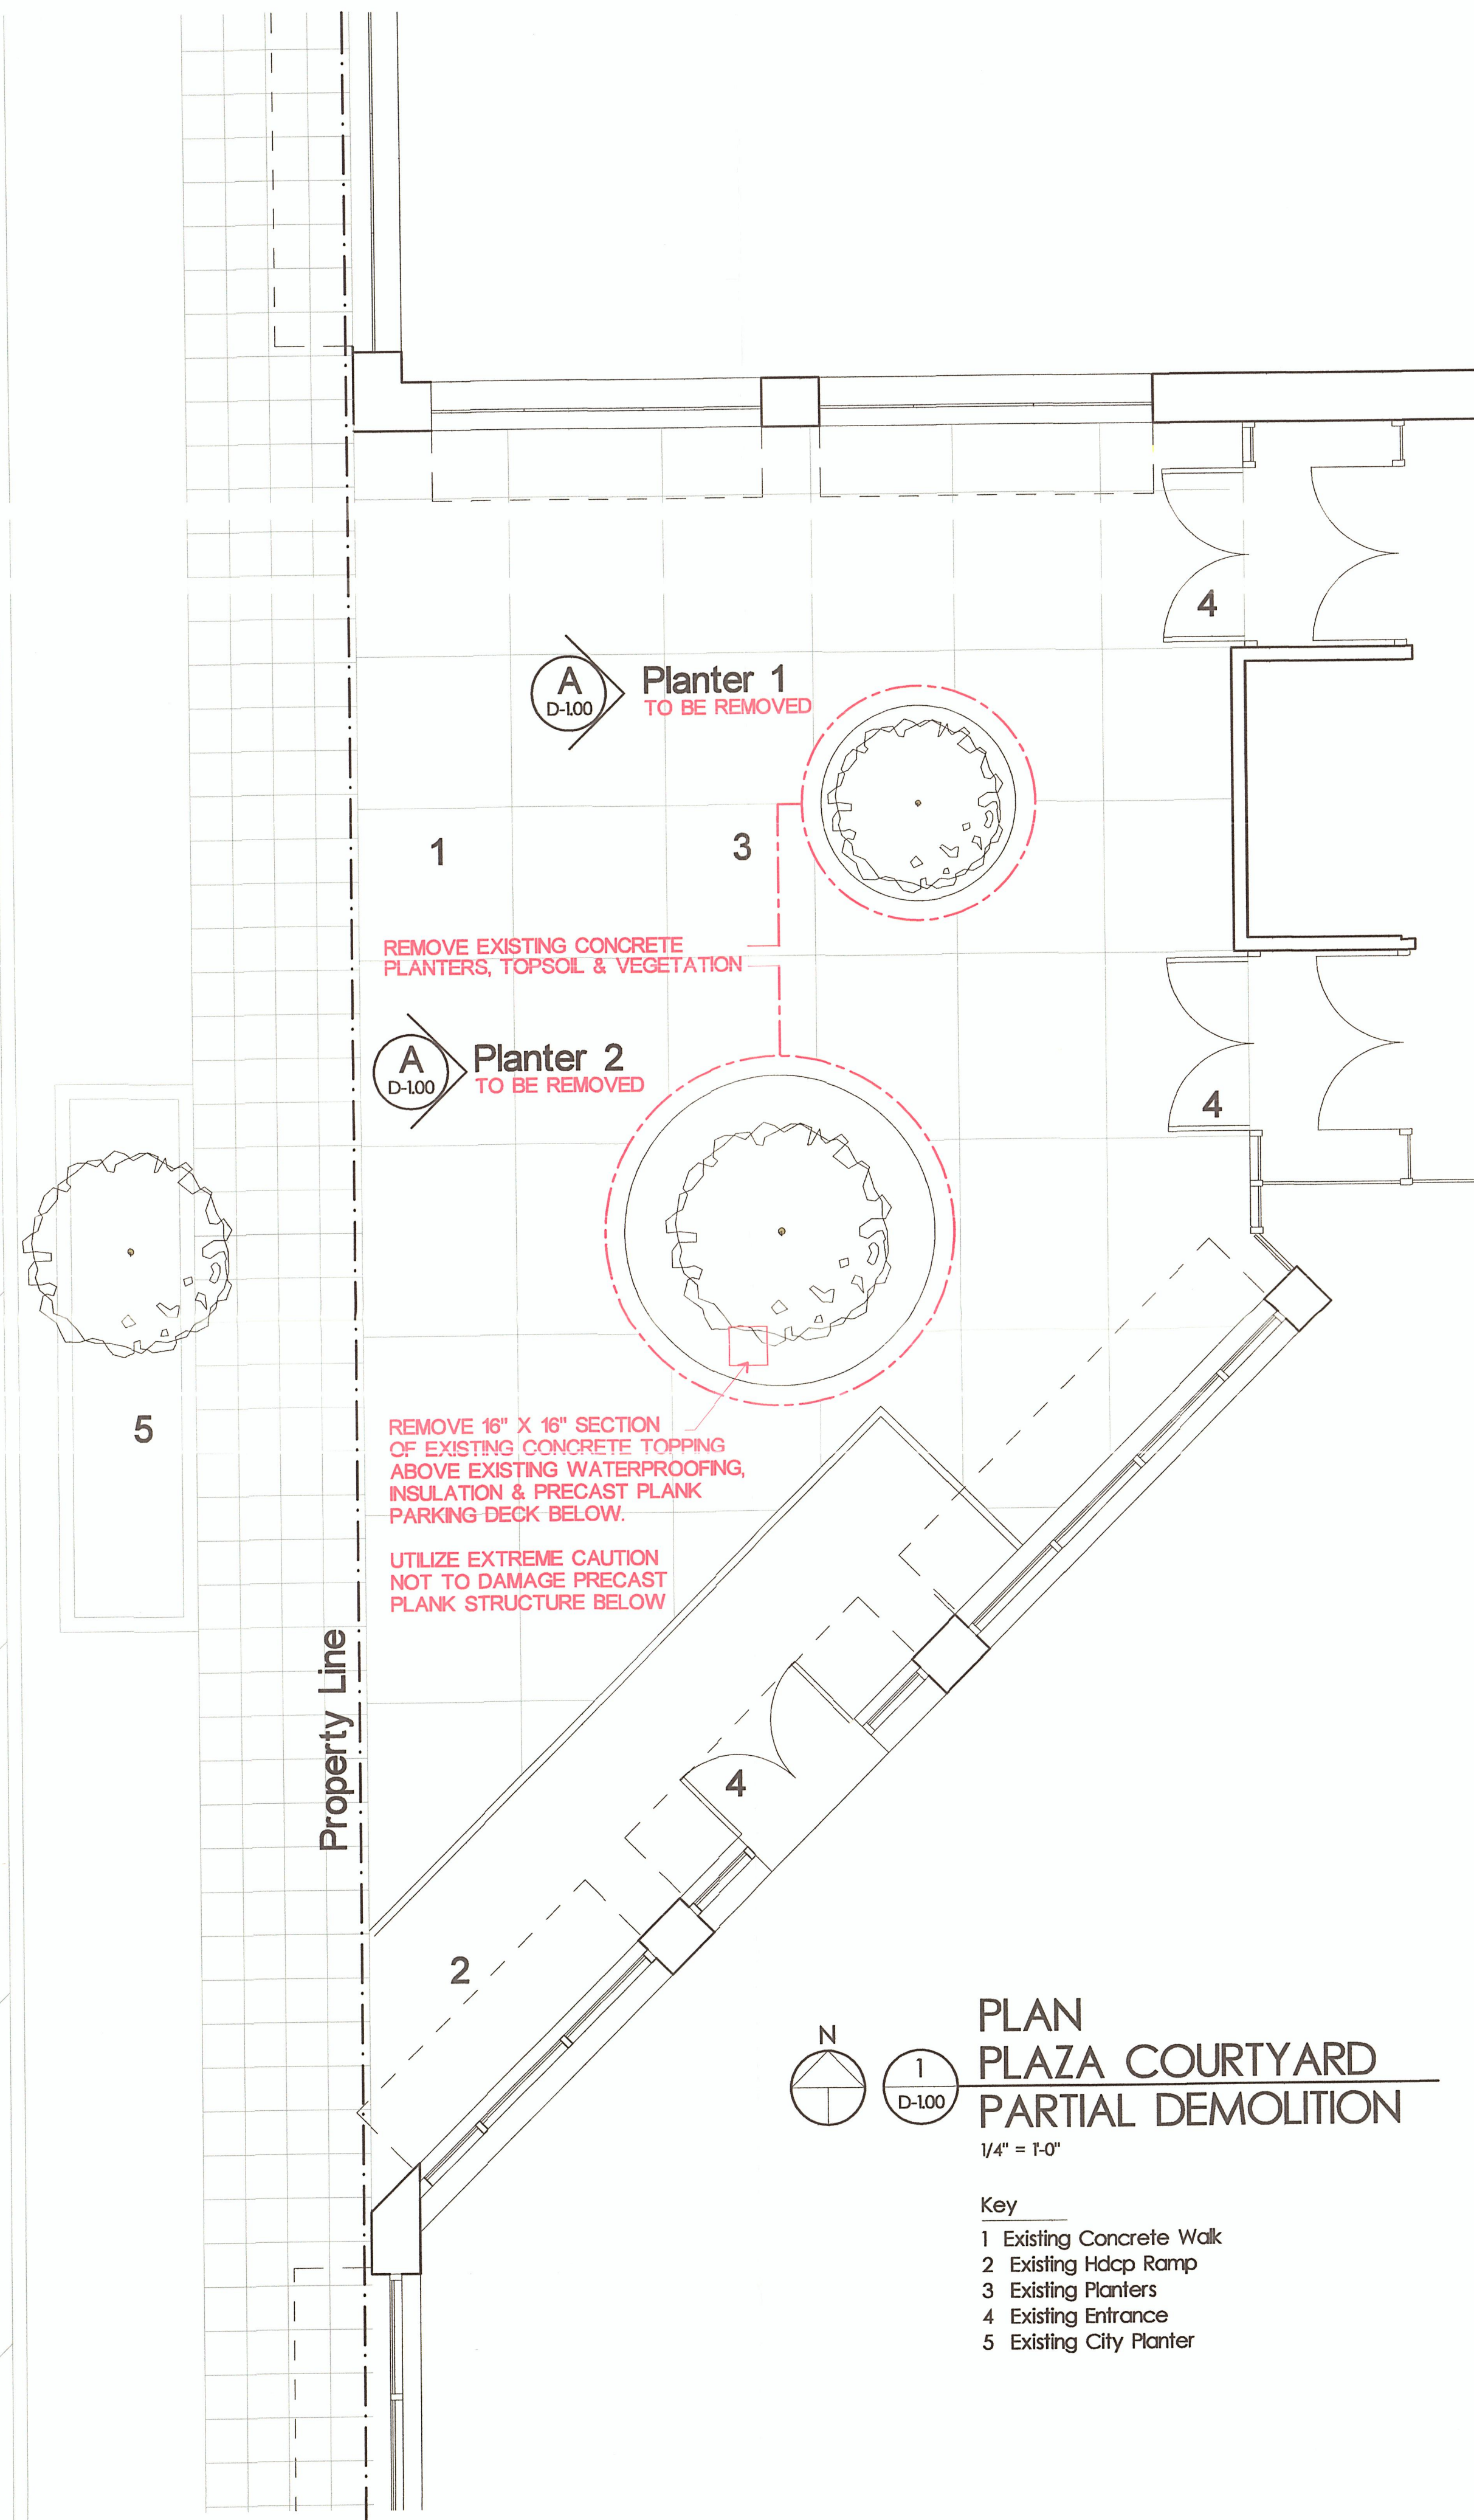 4
A
D-1.00
Planter 1
TO BE REMOVED
1
3
REMOVE EXISTING CONCRETE
PLANTERS, TOPSOIL & VEGETATION
A
D-1.00
Planter 2
TO BE REMOVED
4
5
REMOVE 16" X 16" SECTION
OF EXISTING CONCRETE TOPPING
ABOVE EXISTING WATERPROOFING,
INSULATION & PRECAST PLANK
PARKING DECK BELOW.
UTILIZE EXTREME CAUTION
NOT TO DAMAGE PRECAST
PLANK STRUCTURE BELOW
Property Line
4
2
N
1
D-1.00
PLAN
PLAZA COURTYARD
PARTIAL DEMOLITION
1/4" = 1'-0"
Key
1 Existing Concrete Walk
2 Existing Hdcp Ramp
3 Existing Planters
4 Existing Entrance
5 Existing City Planter